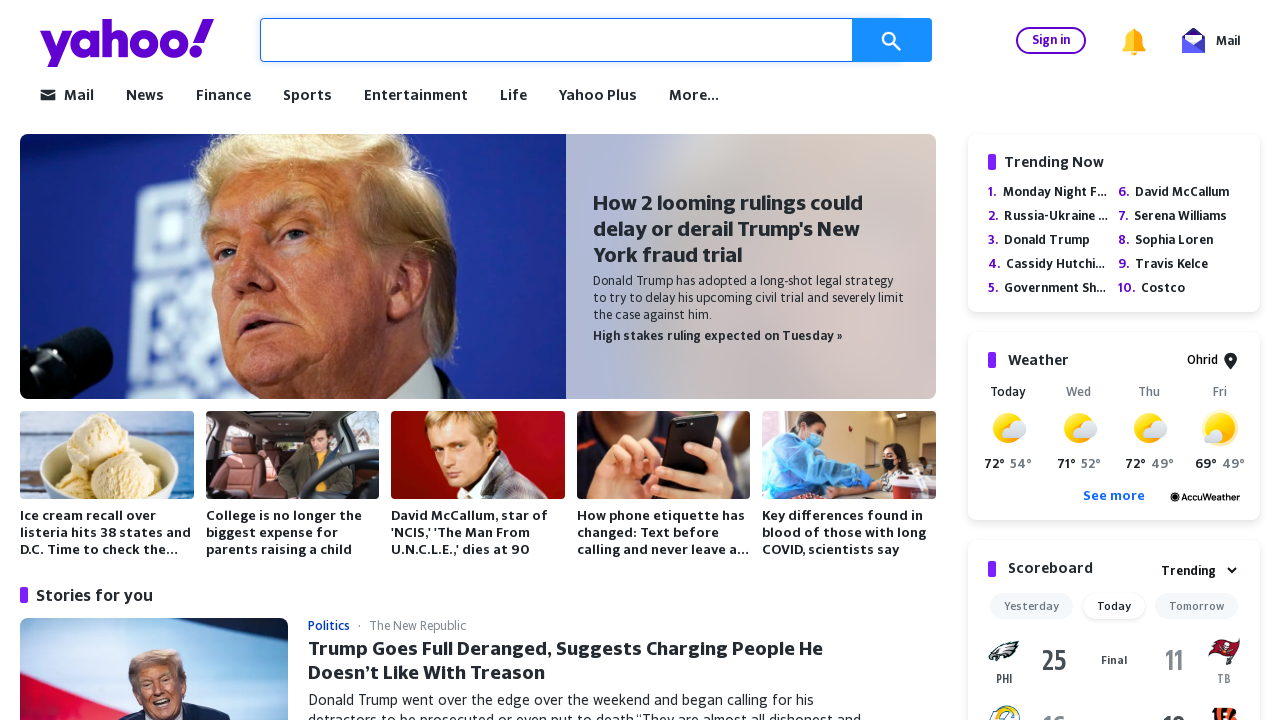 yahoo!
Sign in
Mail
Mail
News
Finance
Sports
Entertainment
Life
Yahoo Plus
More...
How 2 looming rulings could
delay or derail Trump's New
York fraud trial
Donald Trump has adopted a long-shot legal strategy
to try to delay his upcoming civil trial and severely limit
the case against him.
High stakes ruling expected on Tuesday »
Ice cream recall over
listeria hits 38 states and
D.C. Time to check the...
College is no longer the
biggest expense for
parents raising a child
David McCallum, star of
'NCIS,' 'The Man From
U.N.C.L.E.,' dies at 90
How phone etiquette has
changed: Text before
calling and never leave a...
Key differences found in
blood of those with long
COVID, scientists say
Stories for you
Politics · The New Republic
Trump Goes Full Deranged, Suggests Charging People He
Doesn’t Like With Treason
Donald Trump went over the edge over the weekend and began calling for his
detractors to be prosecuted or even put to death.“They are almost all dishonest and
Trending Now
1. Monday Night F...
2. Russia-Ukraine ...
3. Donald Trump
4. Cassidy Hutchi...
5. Government Sh...
6. David McCallum
7. Serena Williams
8. Sophia Loren
9. Travis Kelce
10. Costco
Weather
Ohrid
Today Wed Thu Fri
72° 54° 71° 52° 72° 49° 69° 49°
See more
AccuWeather
Scoreboard
Trending
Yesterday Today Tomorrow
25 Final 11
PHI TB